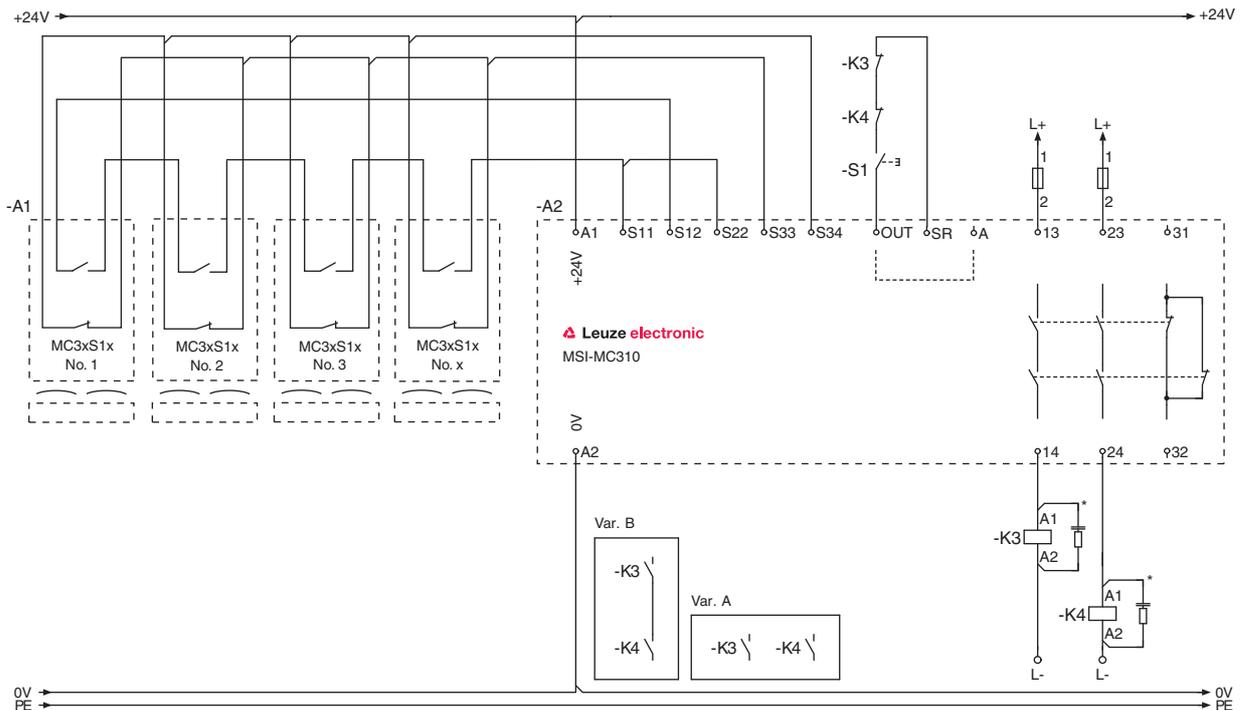 +24V
+24V
-K3
-K4
-S1
L+
L+
1
1
2
2
-A1
-A2
A1
S11
S12
S22
S33
S34
OUT
SR
A
13
23
31
+24V
Leuze electronic
MSI-MC310
MC3xS1x
No. 1
MC3xS1x
No. 2
MC3xS1x
No. 3
MC3xS1x
No. x
0V
A2
14
24
32
*
-K3
A1
A2
*
-K4
A1
A2
L-
L-
Var. B
-K3
-K4
Var. A
-K3
-K4
0V
0V
PE
PE